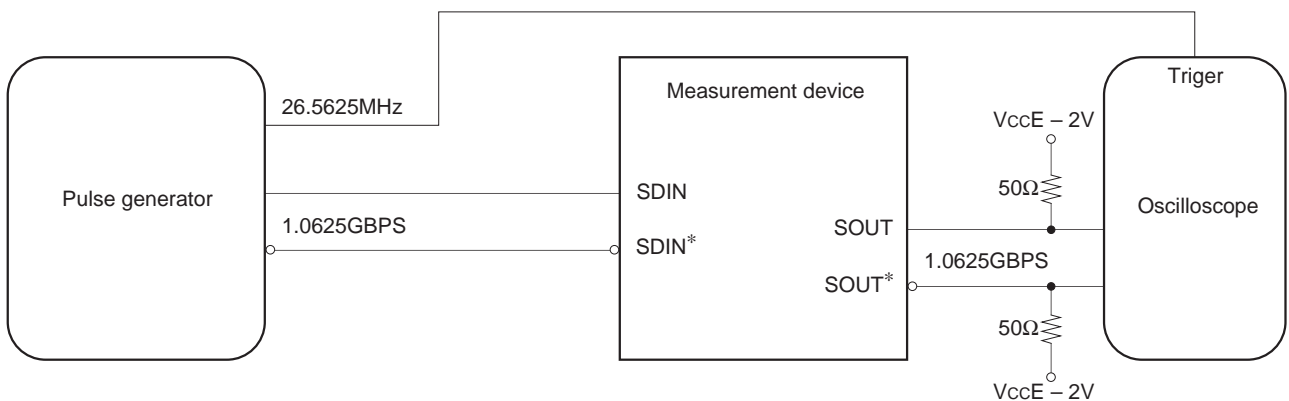 Triger
Measurement device
26.5625MHz
VCCE – 2V
50Ω
Pulse generator
SDIN
Oscilloscope
1.0625GBPS
SOUT
SDIN*
1.0625GBPS
SOUT*
50Ω
VCCE – 2V